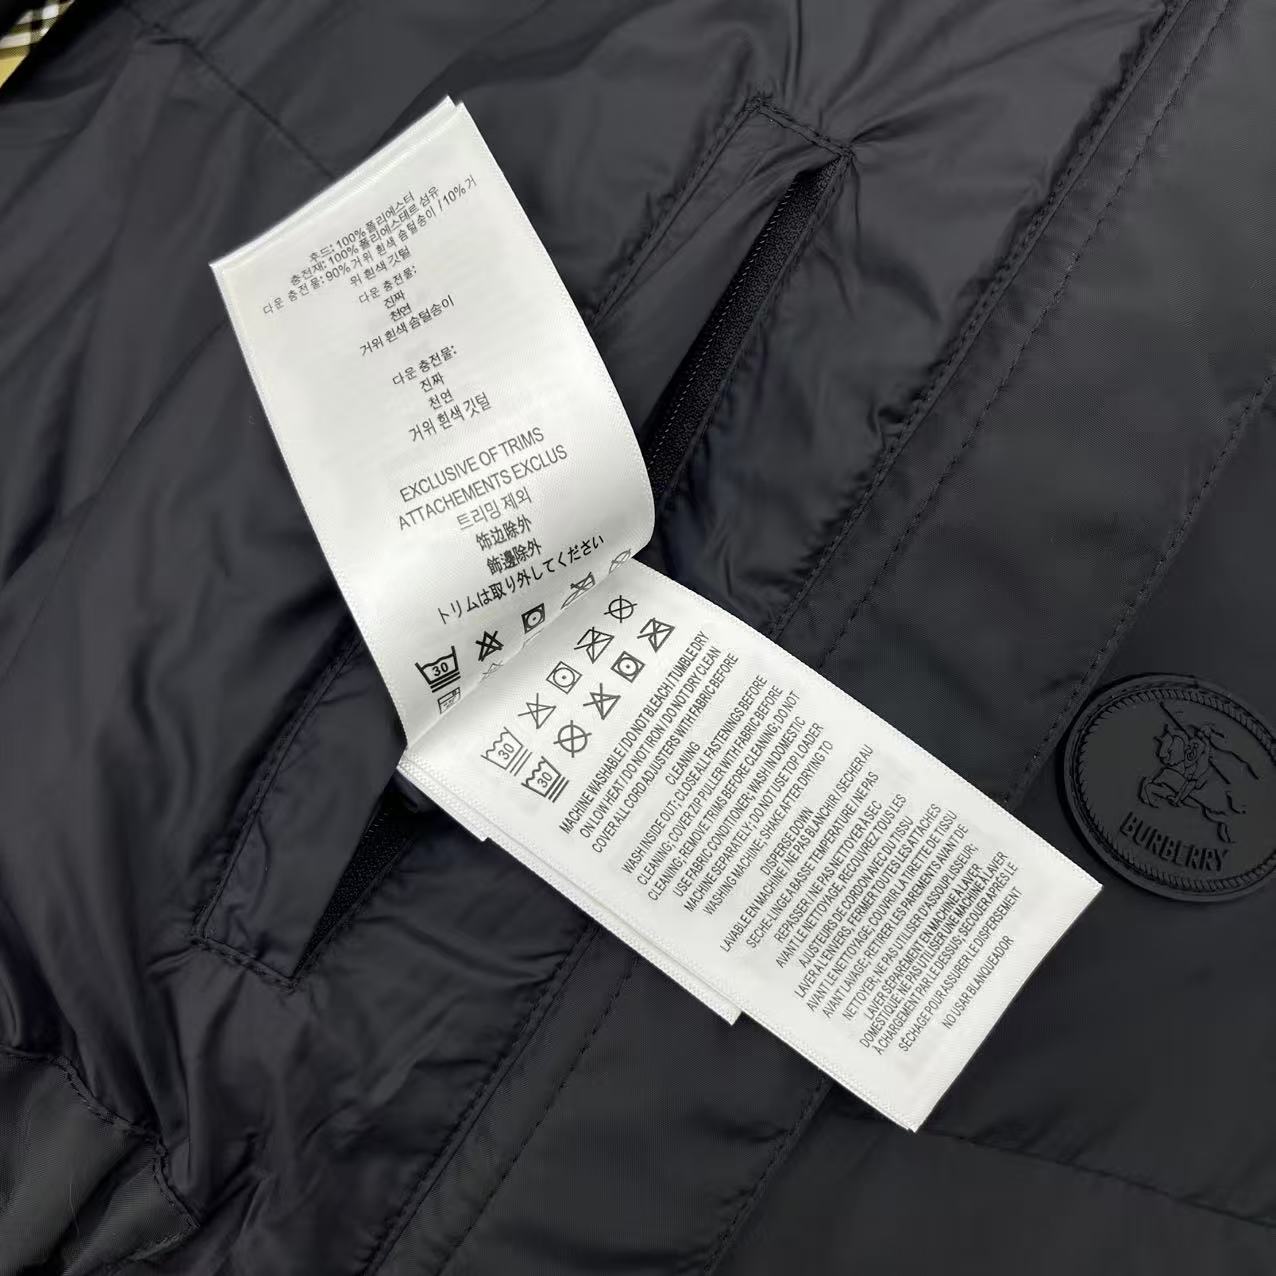 후드: 100% 폴리에스터
충전재: 100% 폴리에스테르 섬유
다운 충전물: 90% 거위 흰색 솜털송이 / 10% 거
위 흰색 깃털
다운 충전물:
진짜
천연
거위 흰색 솜털송이
다운 충전물:
진짜
천연
거위 흰색 깃털
EXCLUSIVE OF TRIMS
ATTACHEMENTS EXCLUS
트리밍 제외
饰边除外
飾邊除外
トリムは取り外してください
30
30
30
MACHINE WASHABLE / DO NOT BLEACH / TUMBLE DRY
ON LOW HEAT / DO NOT IRON / DO NOT DRY CLEAN
COVER ALL CORD ADJUSTERS WITH FABRIC BEFORE
CLEANING
WASH INSIDE OUT; CLOSE ALL FASTENINGS BEFORE
CLEANING; COVER ZIP PULLER WITH FABRIC BEFORE
CLEANING; REMOVE TRIMS BEFORE CLEANING; DO NOT
USE FABRIC CONDITIONER; WASH IN DOMESTIC
MACHINE SEPARATELY; DO NOT USE TOP LOADER
WASHING MACHINE, SHAKE AFTER DRYING TO
DISPERSE DOWN
LAVABLE EN MACHINE / NE PAS BLANCHIR / SECHER AU
SECHE-LINGE A BASSE TEMPERATURE / NE PAS
REPASSER / NE PAS NETTOYER A SEC
AVANT LE NETTOYAGE, RECOUVREZ TOUS LES
AJUSTEURS DE CORDON AVEC DU TISSU
LAVER A L'ENVERS, FERMER TOUTES LES ATTACHES
AVANT LE NETTOYAGE, COUVRIR LA TIRETTE DE TISSU
AVANT LAVAGE; RETIRER LES PAREMENTS AVANT DE
NETTOYER, NE PAS UTILISER D'ASSOUPLISSEUR;
LAVER SEPAREMENT EN MACHINE A LAVER
DOMESTIQUE NE PAS UTILISER UNE MACHINE À LAVER
À CHARGEMENT PAR LE DESSUS, SECOUER APRÈS LE
SÉCHAGE POUR ASSURER LE DISPERSEMENT
NO USAR BLANQUEADOR
BURBERRY